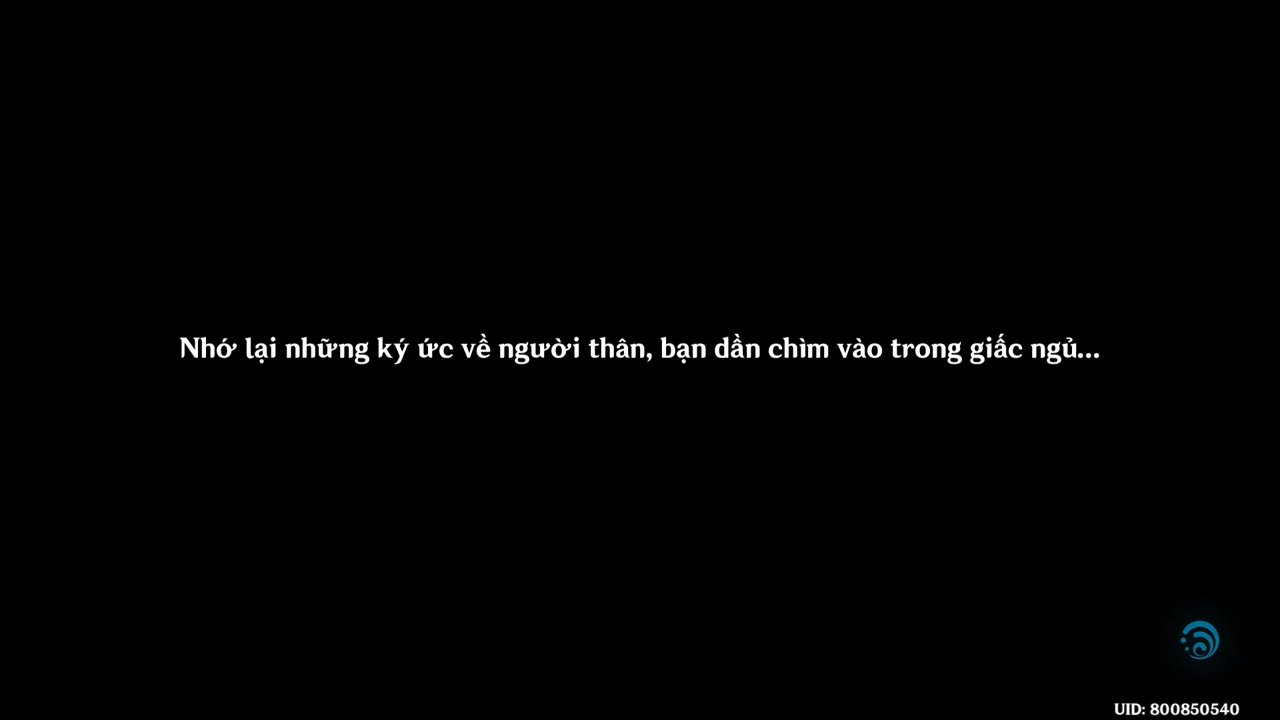 Nhớ lại những ký ức về người thân, bạn dần chìm vào trong giấc ngủ...
UID: 800850540